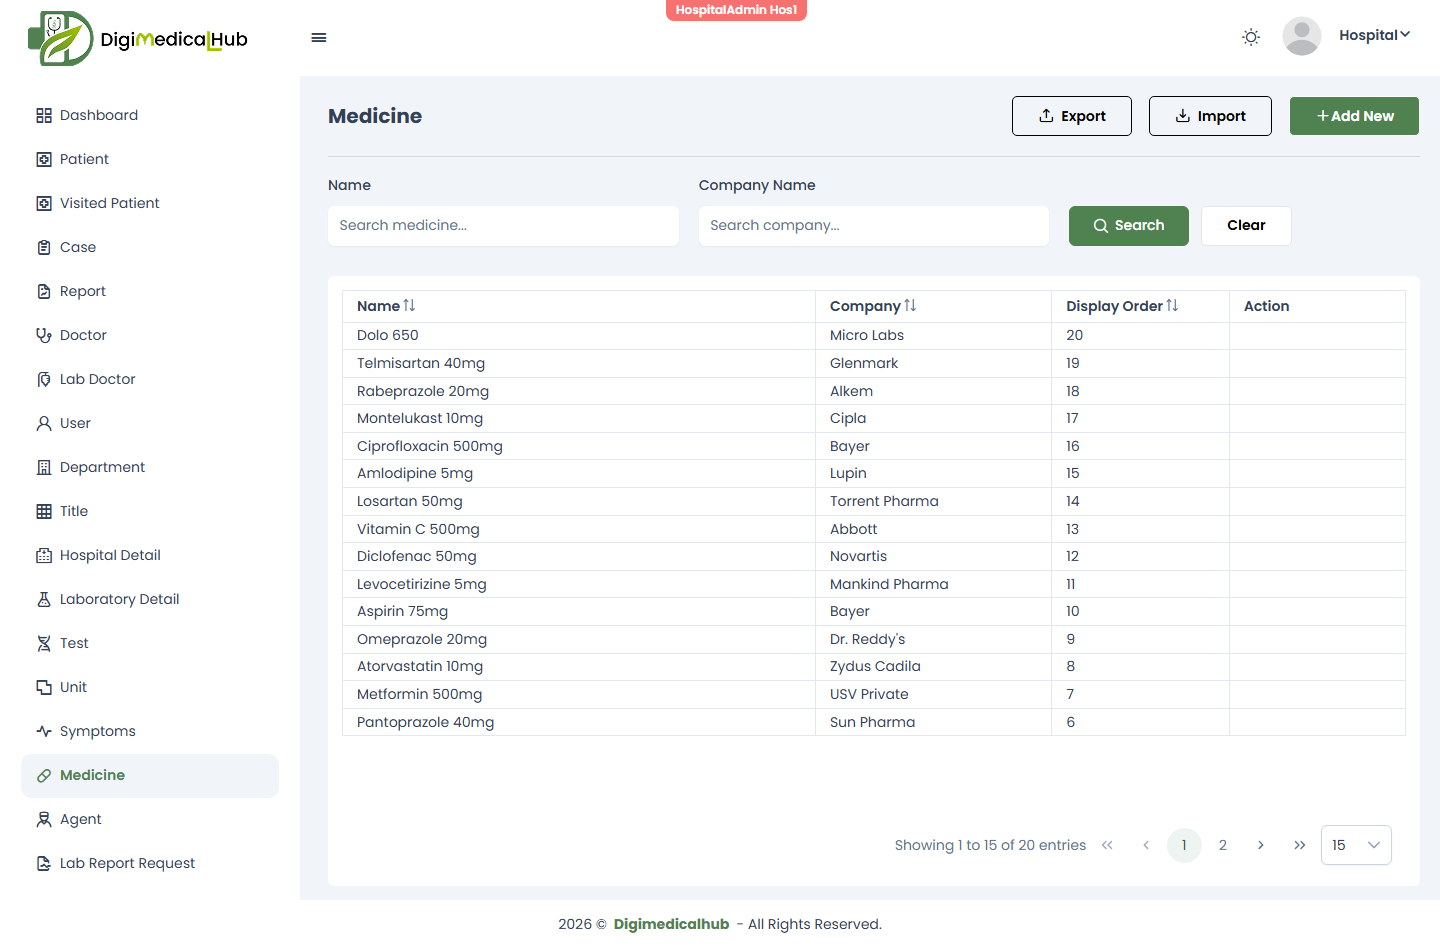 HospitalAdmin Hos1
DigiMedicalHub
Hospital
Dashboard
Patient
Visited Patient
Case
Report
Doctor
Lab Doctor
User
Department
Title
Hospital Detail
Laboratory Detail
Test
Unit
Symptoms
Medicine
Agent
Lab Report Request
Medicine
Export Import +Add New
Name Company Name
Search medicine... Search company... Search Clear
Name Company Display Order Action
Dolo 650 Micro Labs 20
Telmisartan 40mg Glenmark 19
Rabeprazole 20mg Alkem 18
Montelukast 10mg Cipla 17
Ciprofloxacin 500mg Bayer 16
Amlodipine 5mg Lupin 15
Losartan 50mg Torrent Pharma 14
Vitamin C 500mg Abbott 13
Diclofenac 50mg Novartis 12
Levocetirizine 5mg Mankind Pharma 11
Aspirin 75mg Bayer 10
Omeprazole 20mg Dr. Reddy's 9
Atorvastatin 10mg Zydus Cadila 8
Metformin 500mg USV Private 7
Pantoprazole 40mg Sun Pharma 6
Showing 1 to 15 of 20 entries « ‹ 1 2 › » 15
2026 © Digimedicalhub - All Rights Reserved.